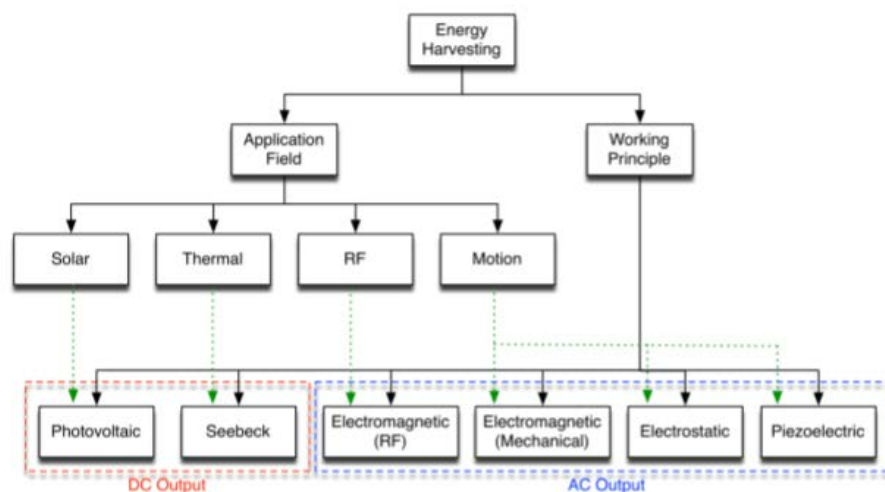 Energy
Harvesting
Application
Field
Working
Principle
Solar
Thermal
RF
Motion
Photovoltaic
Seebeck
Electromagnetic
(RF)
Electromagnetic
(Mechanical)
Electrostatic
Piezoelectric
DC Output
AC Output